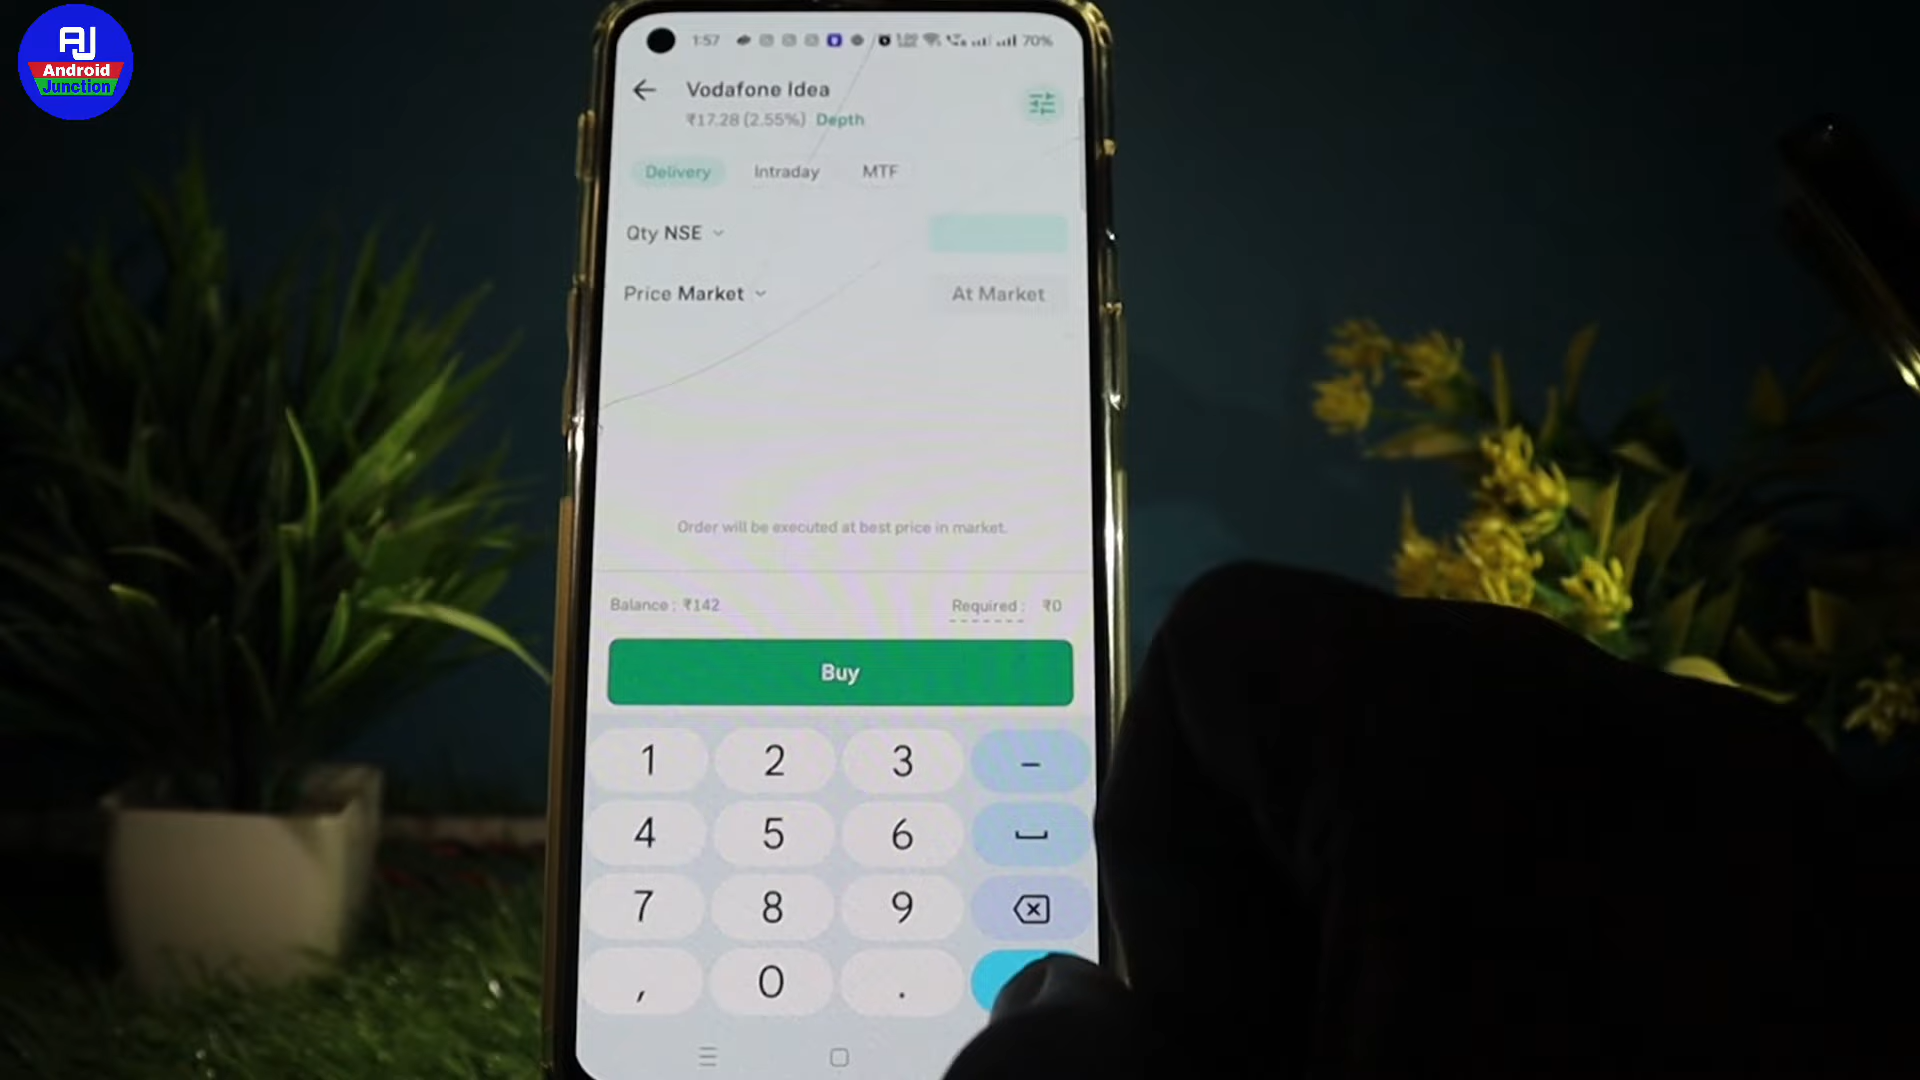 AJ
Android
Junction
1:57 70%
Vodafone Idea
₹17.28 (2.55%) Depth
Delivery Intraday MTF
Qty NSE
Price Market At Market
Order will be executed at best price in market.
Balance : ₹142 Required : ₹0
Buy
1 2 3 –
4 5 6
7 8 9
, 0 .